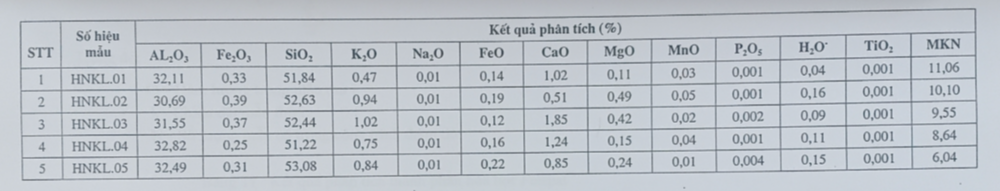 Kết quả phân tích (%)
STT Số hiệu mẫu AL₂O₃ Fe₂O₃ SiO₂ K₂O Na₂O FeO CaO MgO MnO P₂O₅ H₂O⁻ TiO₂ MKN
1 HNKL.01 32,11 0,33 51,84 0,47 0,01 0,14 1,02 0,11 0,03 0,001 0,04 0,001 11,06
2 HNKL.02 30,69 0,39 52,63 0,94 0,01 0,19 0,51 0,49 0,05 0,001 0,16 0,001 10,10
3 HNKL.03 31,55 0,37 52,44 1,02 0,01 0,12 1,85 0,42 0,02 0,002 0,09 0,001 9,55
4 HNKL.04 32,82 0,25 51,22 0,75 0,01 0,16 1,24 0,15 0,04 0,001 0,11 0,001 8,64
5 HNKL.05 32,49 0,31 53,08 0,84 0,01 0,22 0,85 0,24 0,01 0,004 0,15 0,001 6,04